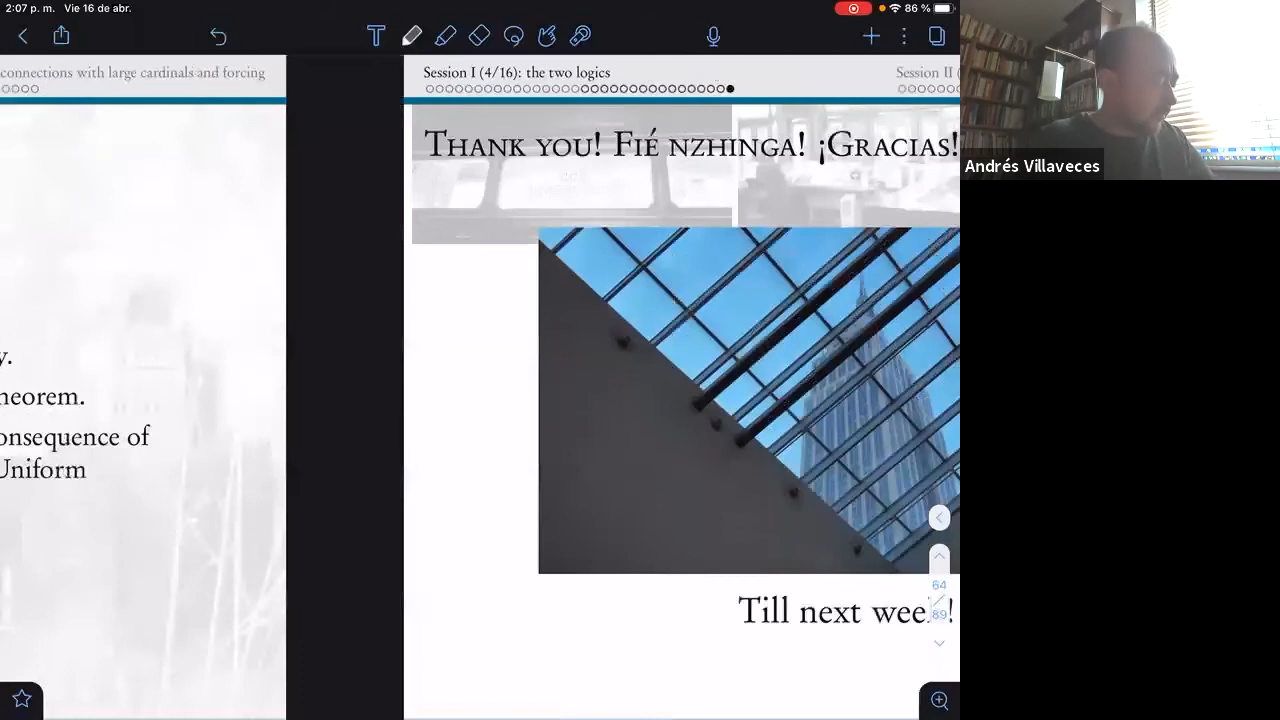 2:07 p. m. Vie 16 de abr.
86 %
connections with large cardinals and forcing
Session I (4/16): the two logics
Session II (
THANK YOU! FIÉ NZHINGA! ¡GRACIAS!
y.
heorem.
onsequence of
Uniform
Till next week!
64
89
Andrés Villaveces